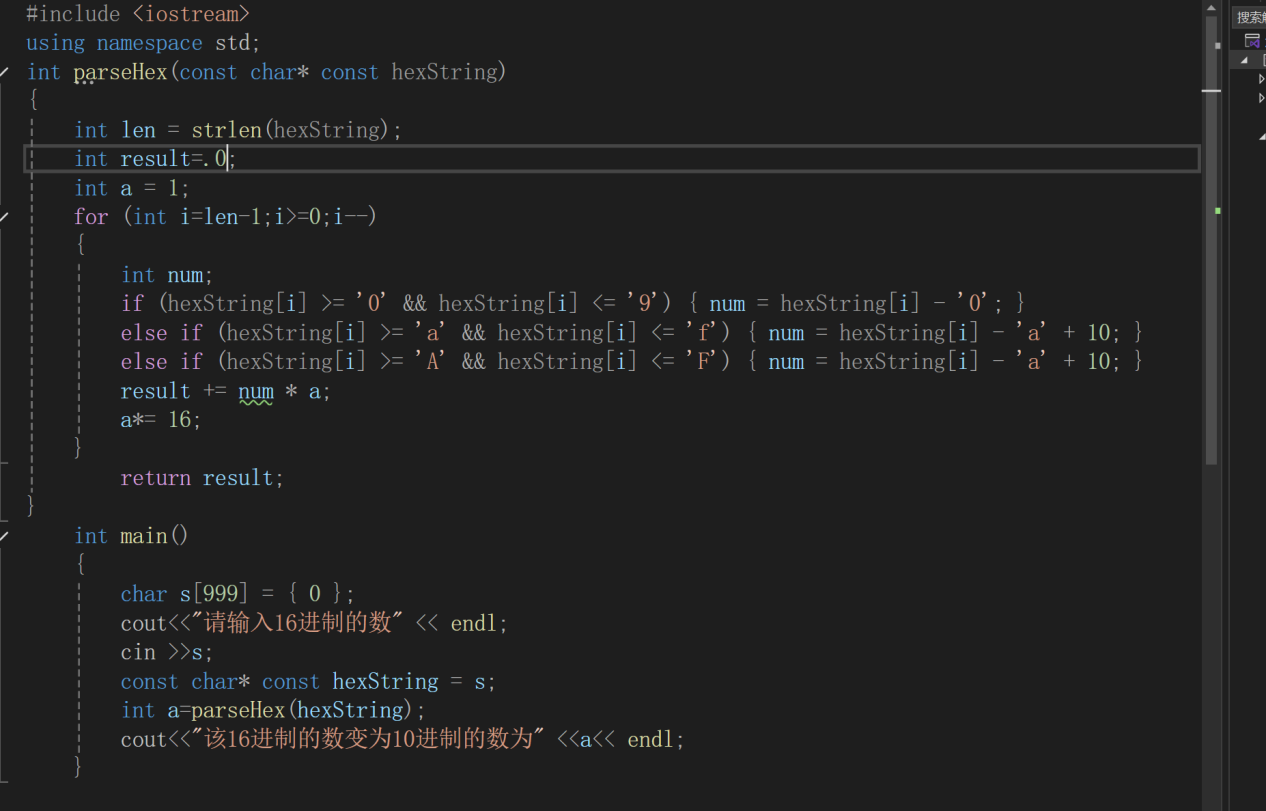 #include <iostream>
using namespace std;
int parseHex(const char* const hexString)
{
int len = strlen(hexString);
int result=.0;
int a = 1;
for (int i=len-1;i>=0;i--)
{
int num;
if (hexString[i] >= '0' && hexString[i] <= '9') { num = hexString[i] - '0'; }
else if (hexString[i] >= 'a' && hexString[i] <= 'f') { num = hexString[i] - 'a' + 10; }
else if (hexString[i] >= 'A' && hexString[i] <= 'F') { num = hexString[i] - 'a' + 10; }
result += num * a;
a*= 16;
}
return result;
}
int main()
{
char s[999] = { 0 };
cout<<"请输入16进制的数" << endl;
cin >>s;
const char* const hexString = s;
int a=parseHex(hexString);
cout<<"该16进制的数变为10进制的数为" <<a<< endl;
}
搜索